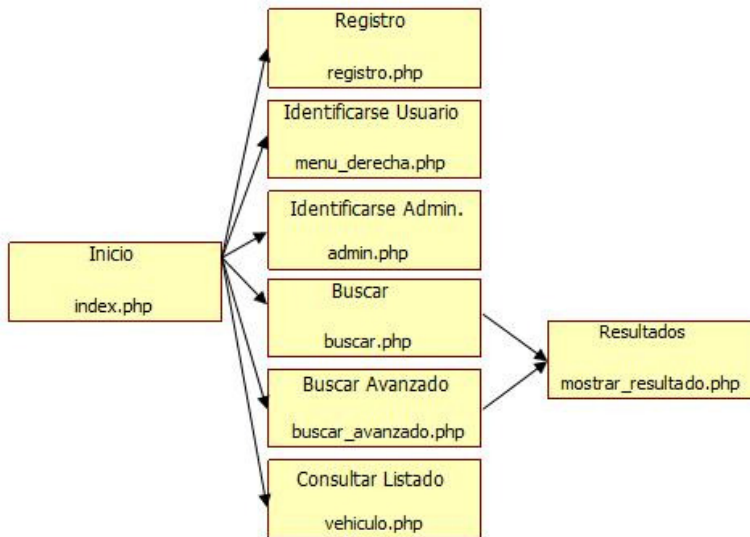 Registro
registro.php
Identificarse Usuario
menu_derecha.php
Identificarse Admin.
admin.php
Inicio
index.php
Buscar
buscar.php
Resultados
mostrar_resultado.php
Buscar Avanzado
buscar_avanzado.php
Consultar Listado
vehiculo.php